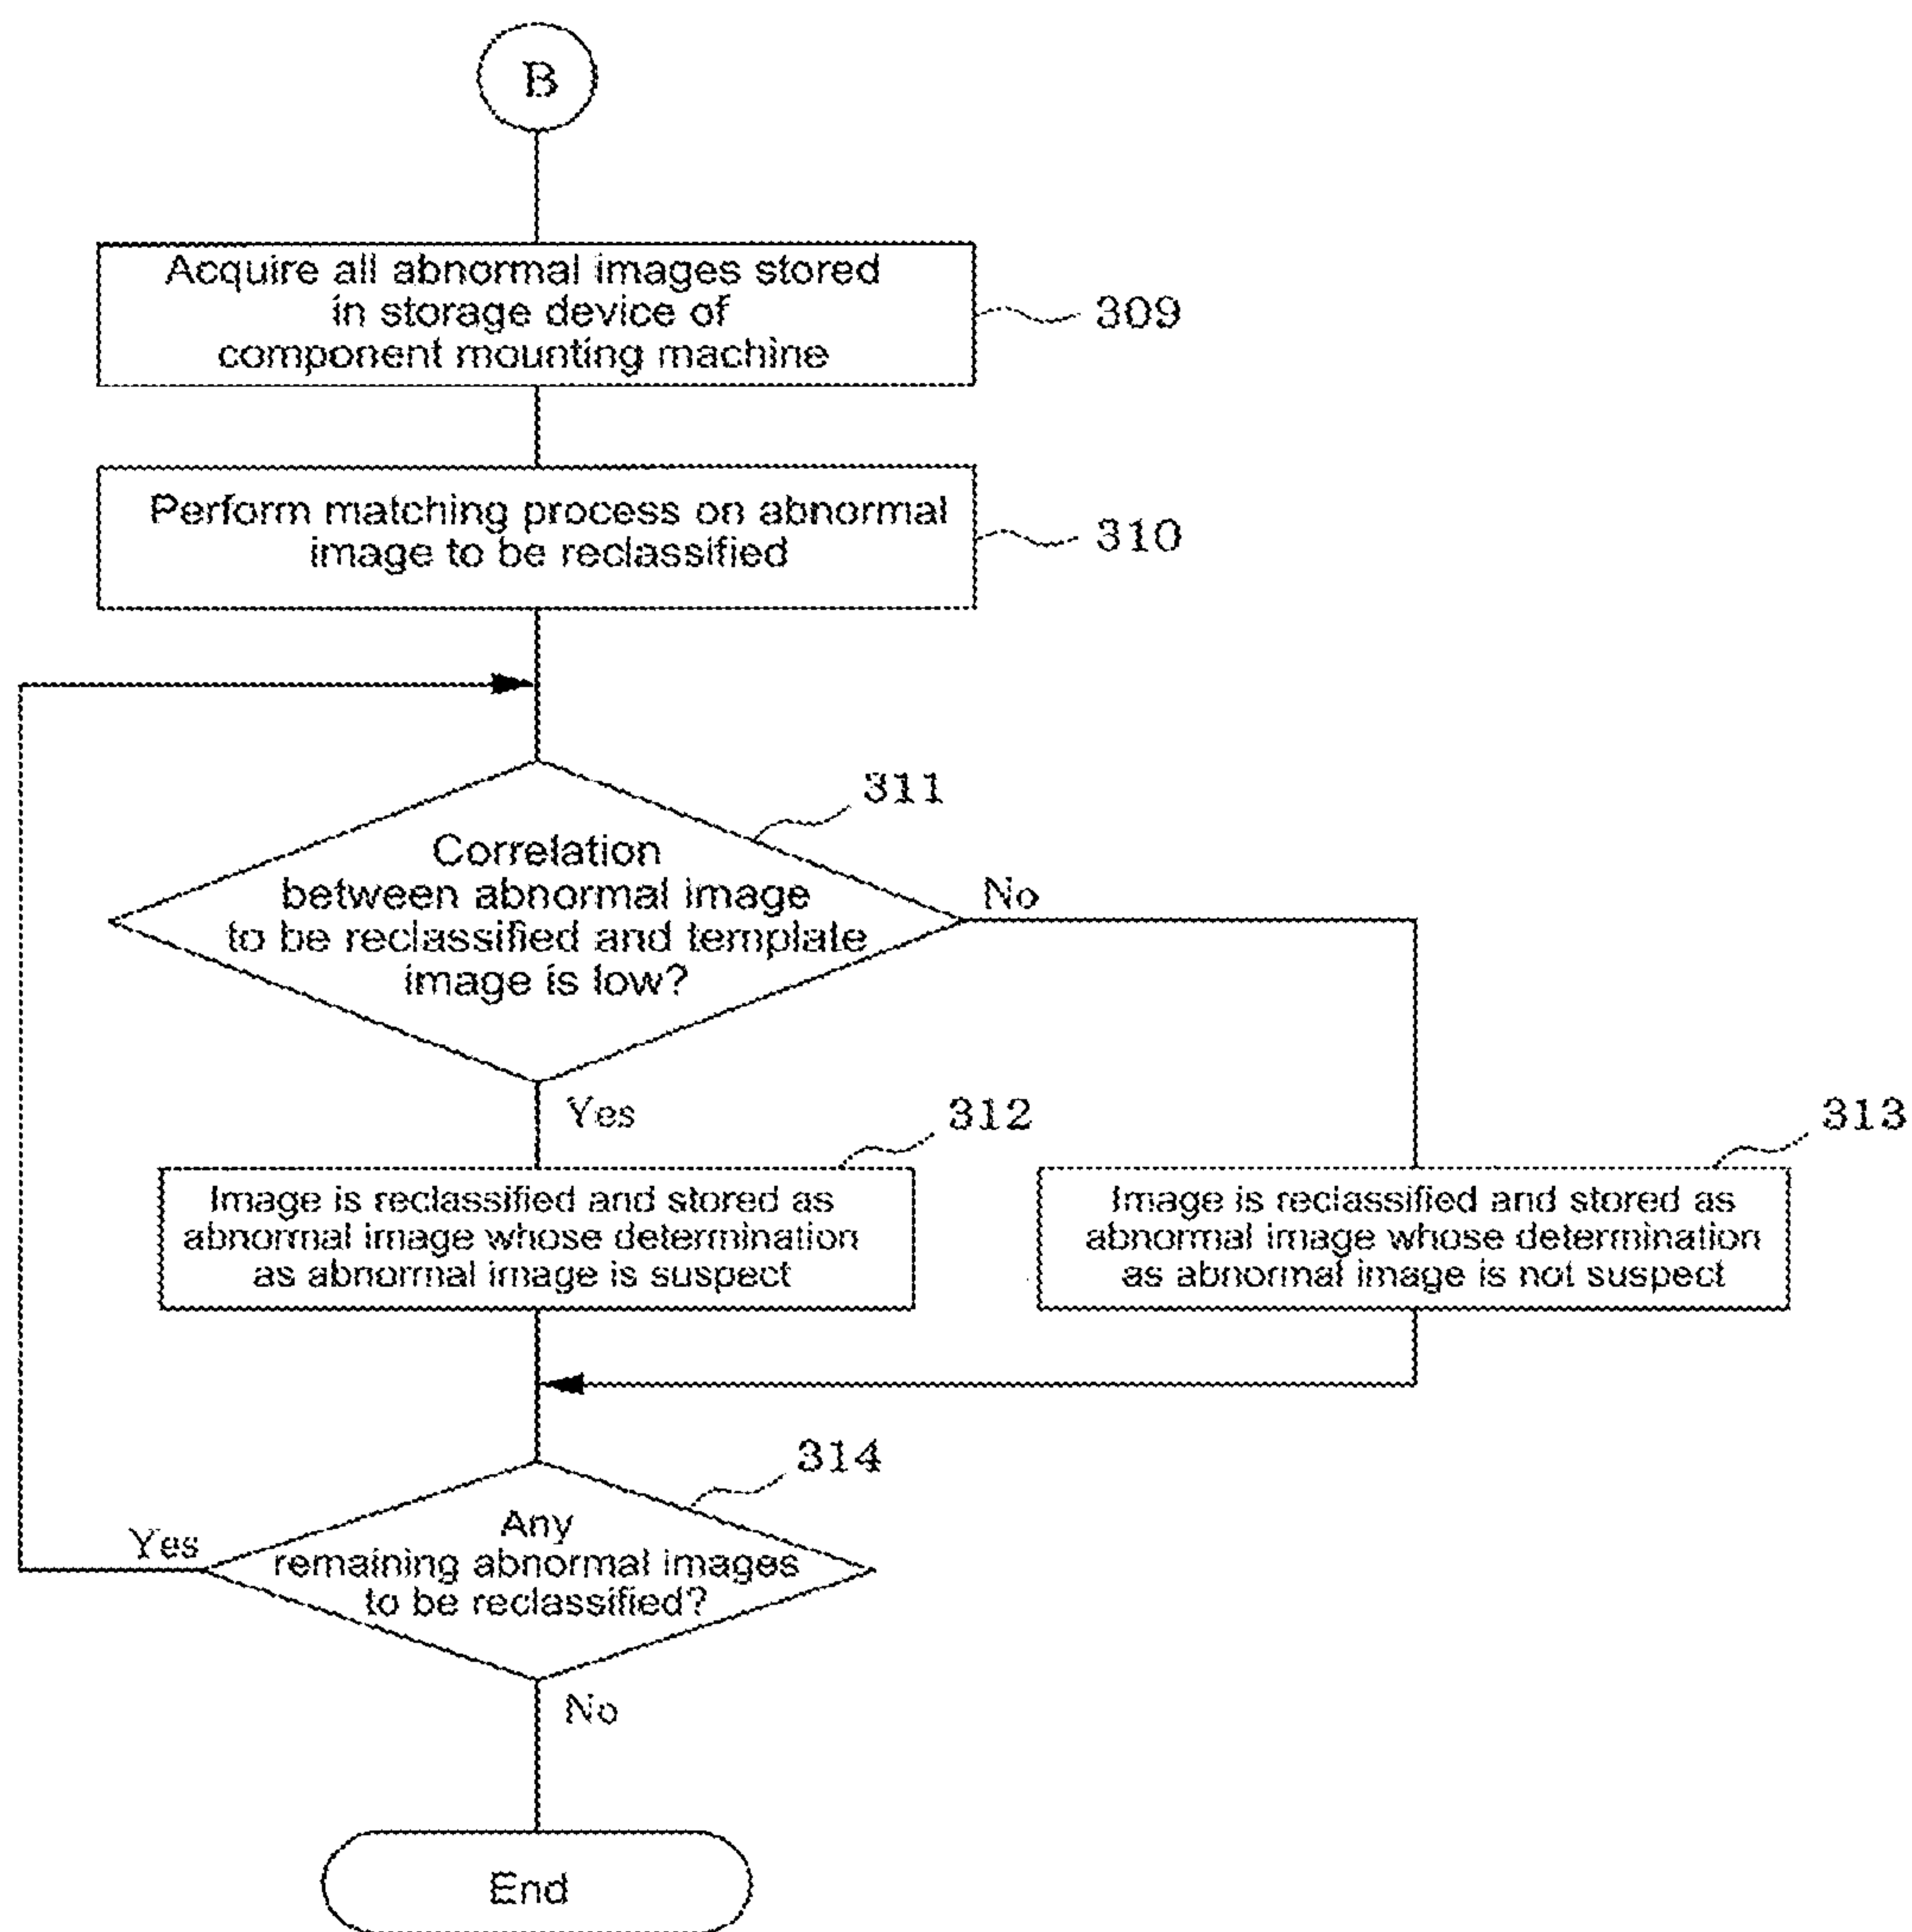 B
Acquire all abnormal images stored
in storage device of
component mounting machine
309
Perform matching process on abnormal
image to be reclassified
310
311
Correlation
between abnormal image
to be reclassified and template
image is low?
No
Yes
312
Image is reclassified and stored as
abnormal image whose determination
as abnormal image is suspect
313
Image is reclassified and stored as
abnormal image whose determination
as abnormal image is not suspect
314
Any
remaining abnormal images
to be reclassified?
Yes
No
End